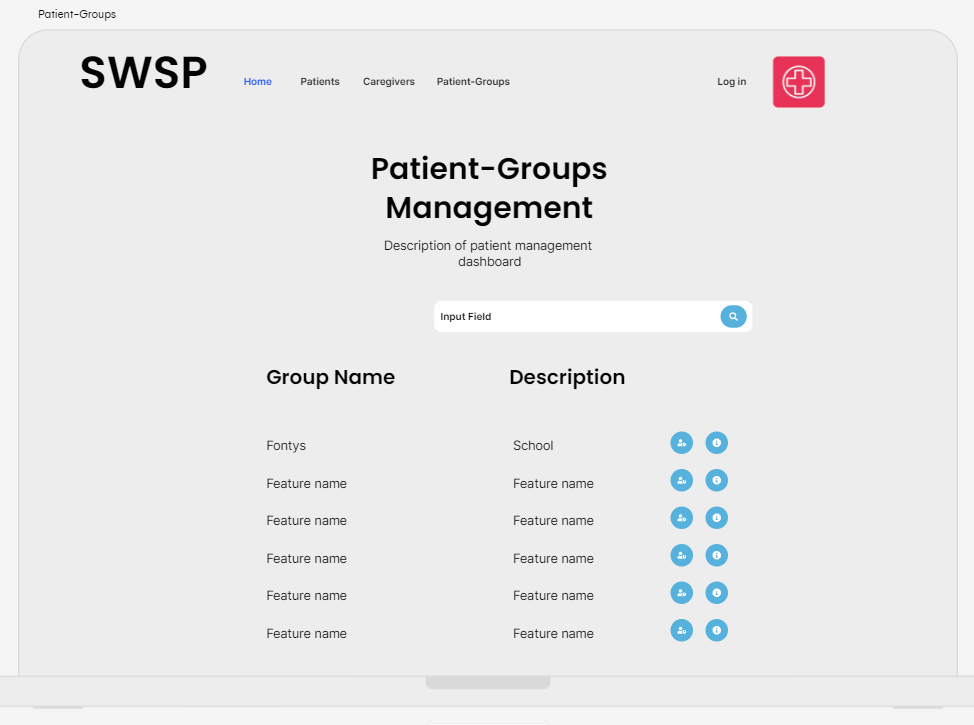 Patient-Groups
SWSP
Home Patients Caregivers Patient-Groups Log in
Patient-Groups
Management
Description of patient management
dashboard
Input Field
Group Name Description
Fontys School
Feature name Feature name
Feature name Feature name
Feature name Feature name
Feature name Feature name
Feature name Feature name